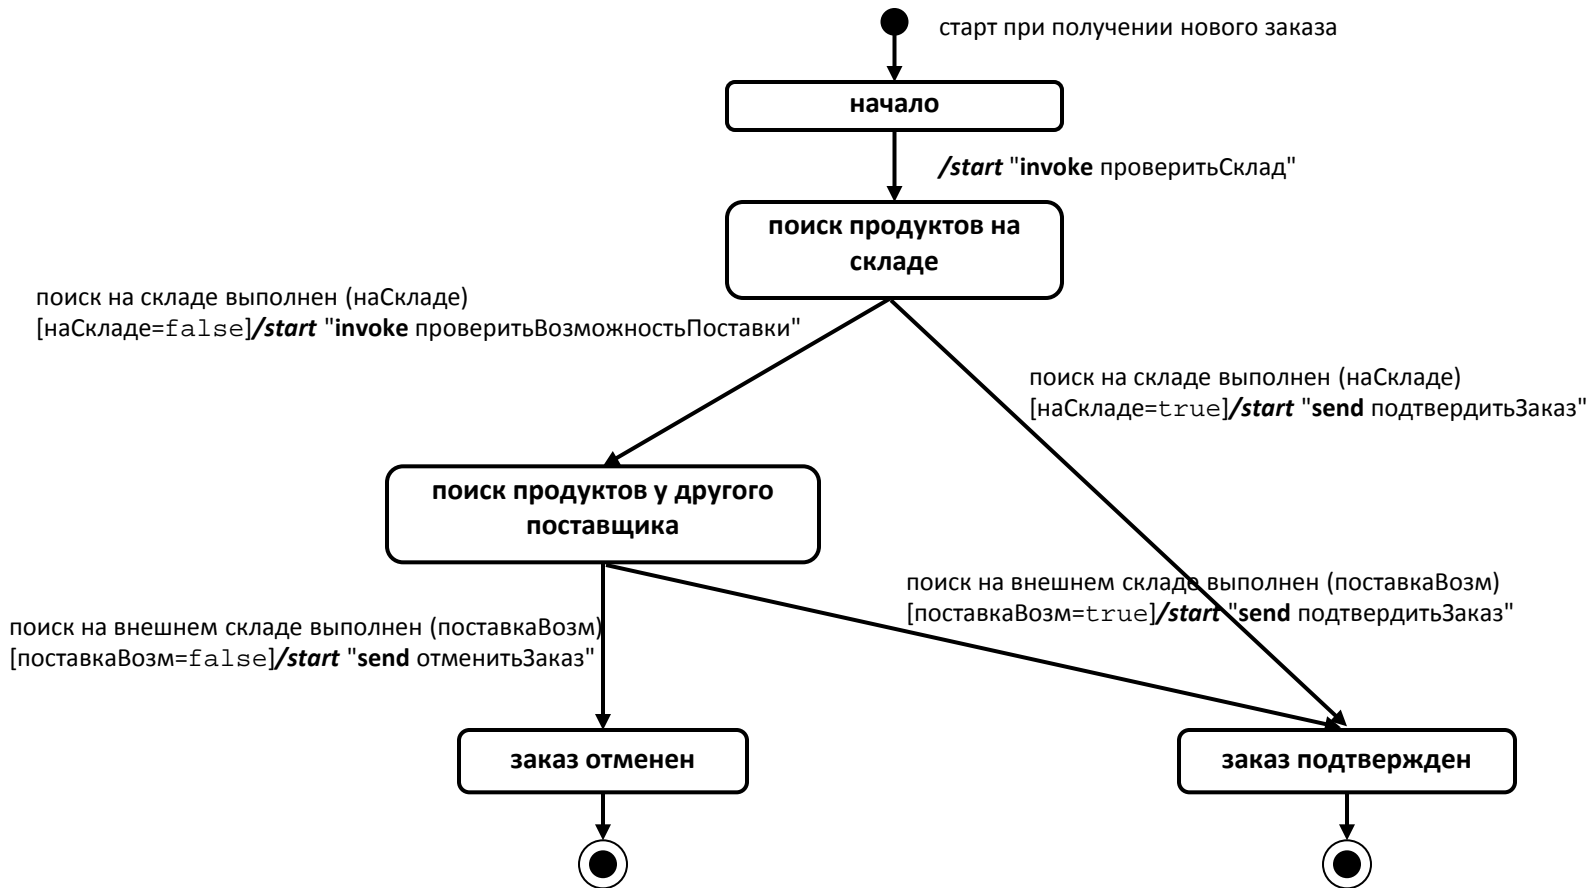 старт при получении нового заказа
начало
/start "invoke проверитьСклад"
поиск продуктов на
складе
поиск на складе выполнен (наСкладе)
[наСкладе=false]/start "invoke проверитьВозможностьПоставки"
поиск на складе выполнен (наСкладе)
[наСкладе=true]/start "send подтвердитьЗаказ"
поиск продуктов у другого
поставщика
поиск на внешнем складе выполнен (поставкаВозм)
[поставкаВозм=true]/start "send подтвердитьЗаказ"
поиск на внешнем складе выполнен (поставкаВозм)
[поставкаВозм=false]/start "send отменитьЗаказ"
заказ отменен
заказ подтвержден